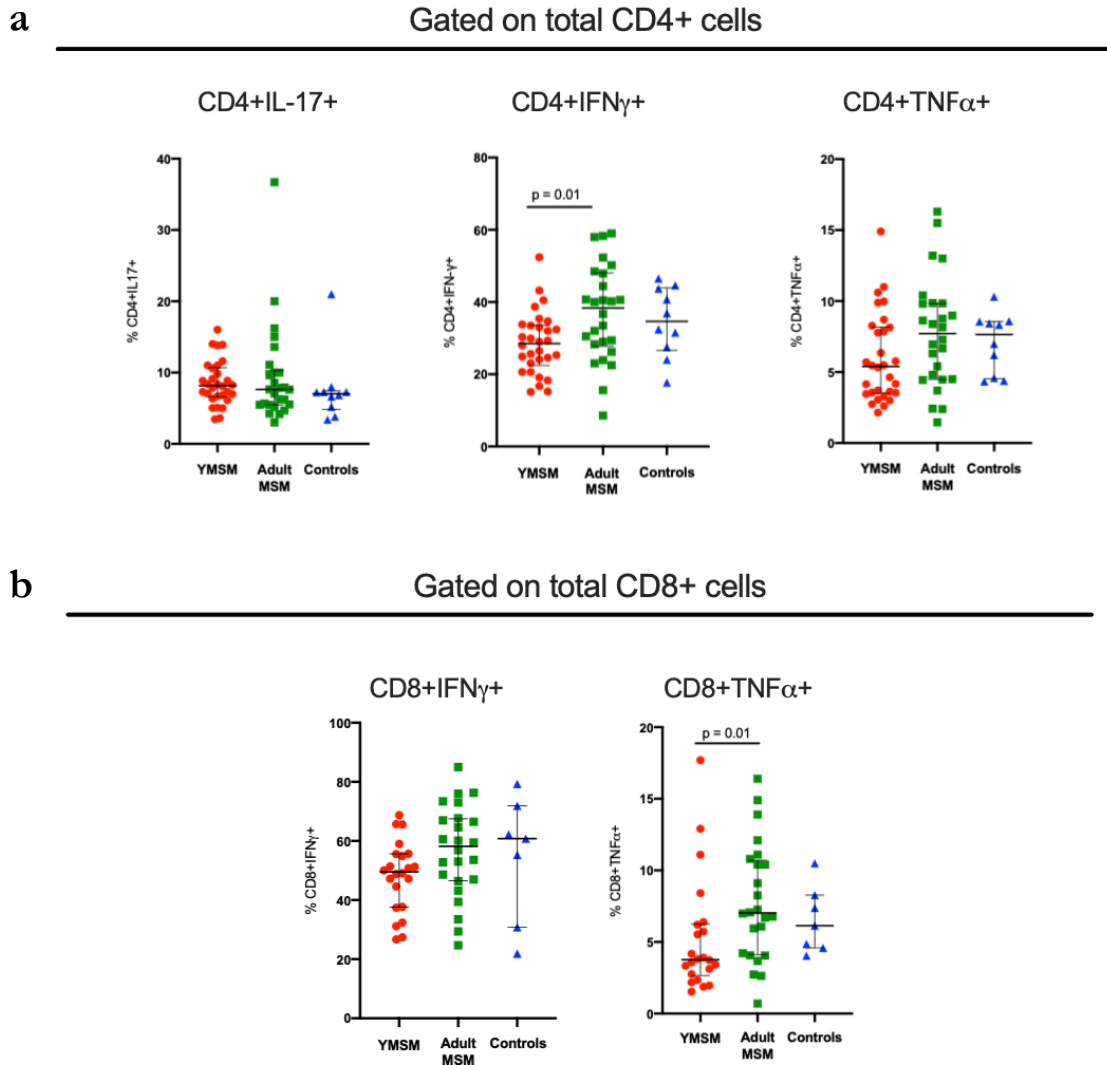 a
Gated on total CD4+ cells
CD4+IL-17+
CD4+IFNγ+
CD4+TNFα+
% CD4+IL17+
40
30
20
10
0
YMSM
Adult
MSM
Controls
% CD4+IFN-γ+
80
60
40
20
0
p = 0.01
YMSM
Adult
MSM
Controls
% CD4+TNFα+
20
15
10
5
0
YMSM
Adult
MSM
Controls
b
Gated on total CD8+ cells
CD8+IFNγ+
CD8+TNFα+
% CD8+IFNγ+
100
80
60
40
20
0
YMSM
Adult
MSM
Controls
% CD8+TNFα+
20
15
10
5
0
p = 0.01
YMSM
Adult
MSM
Controls